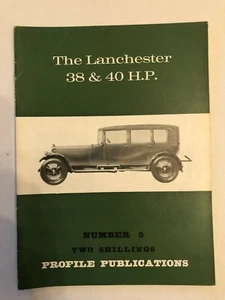 The Lanchester
38 & 40 H.P.
NUMBER 5
TWO SHILLINGS
PROFILE PUBLICATIONS